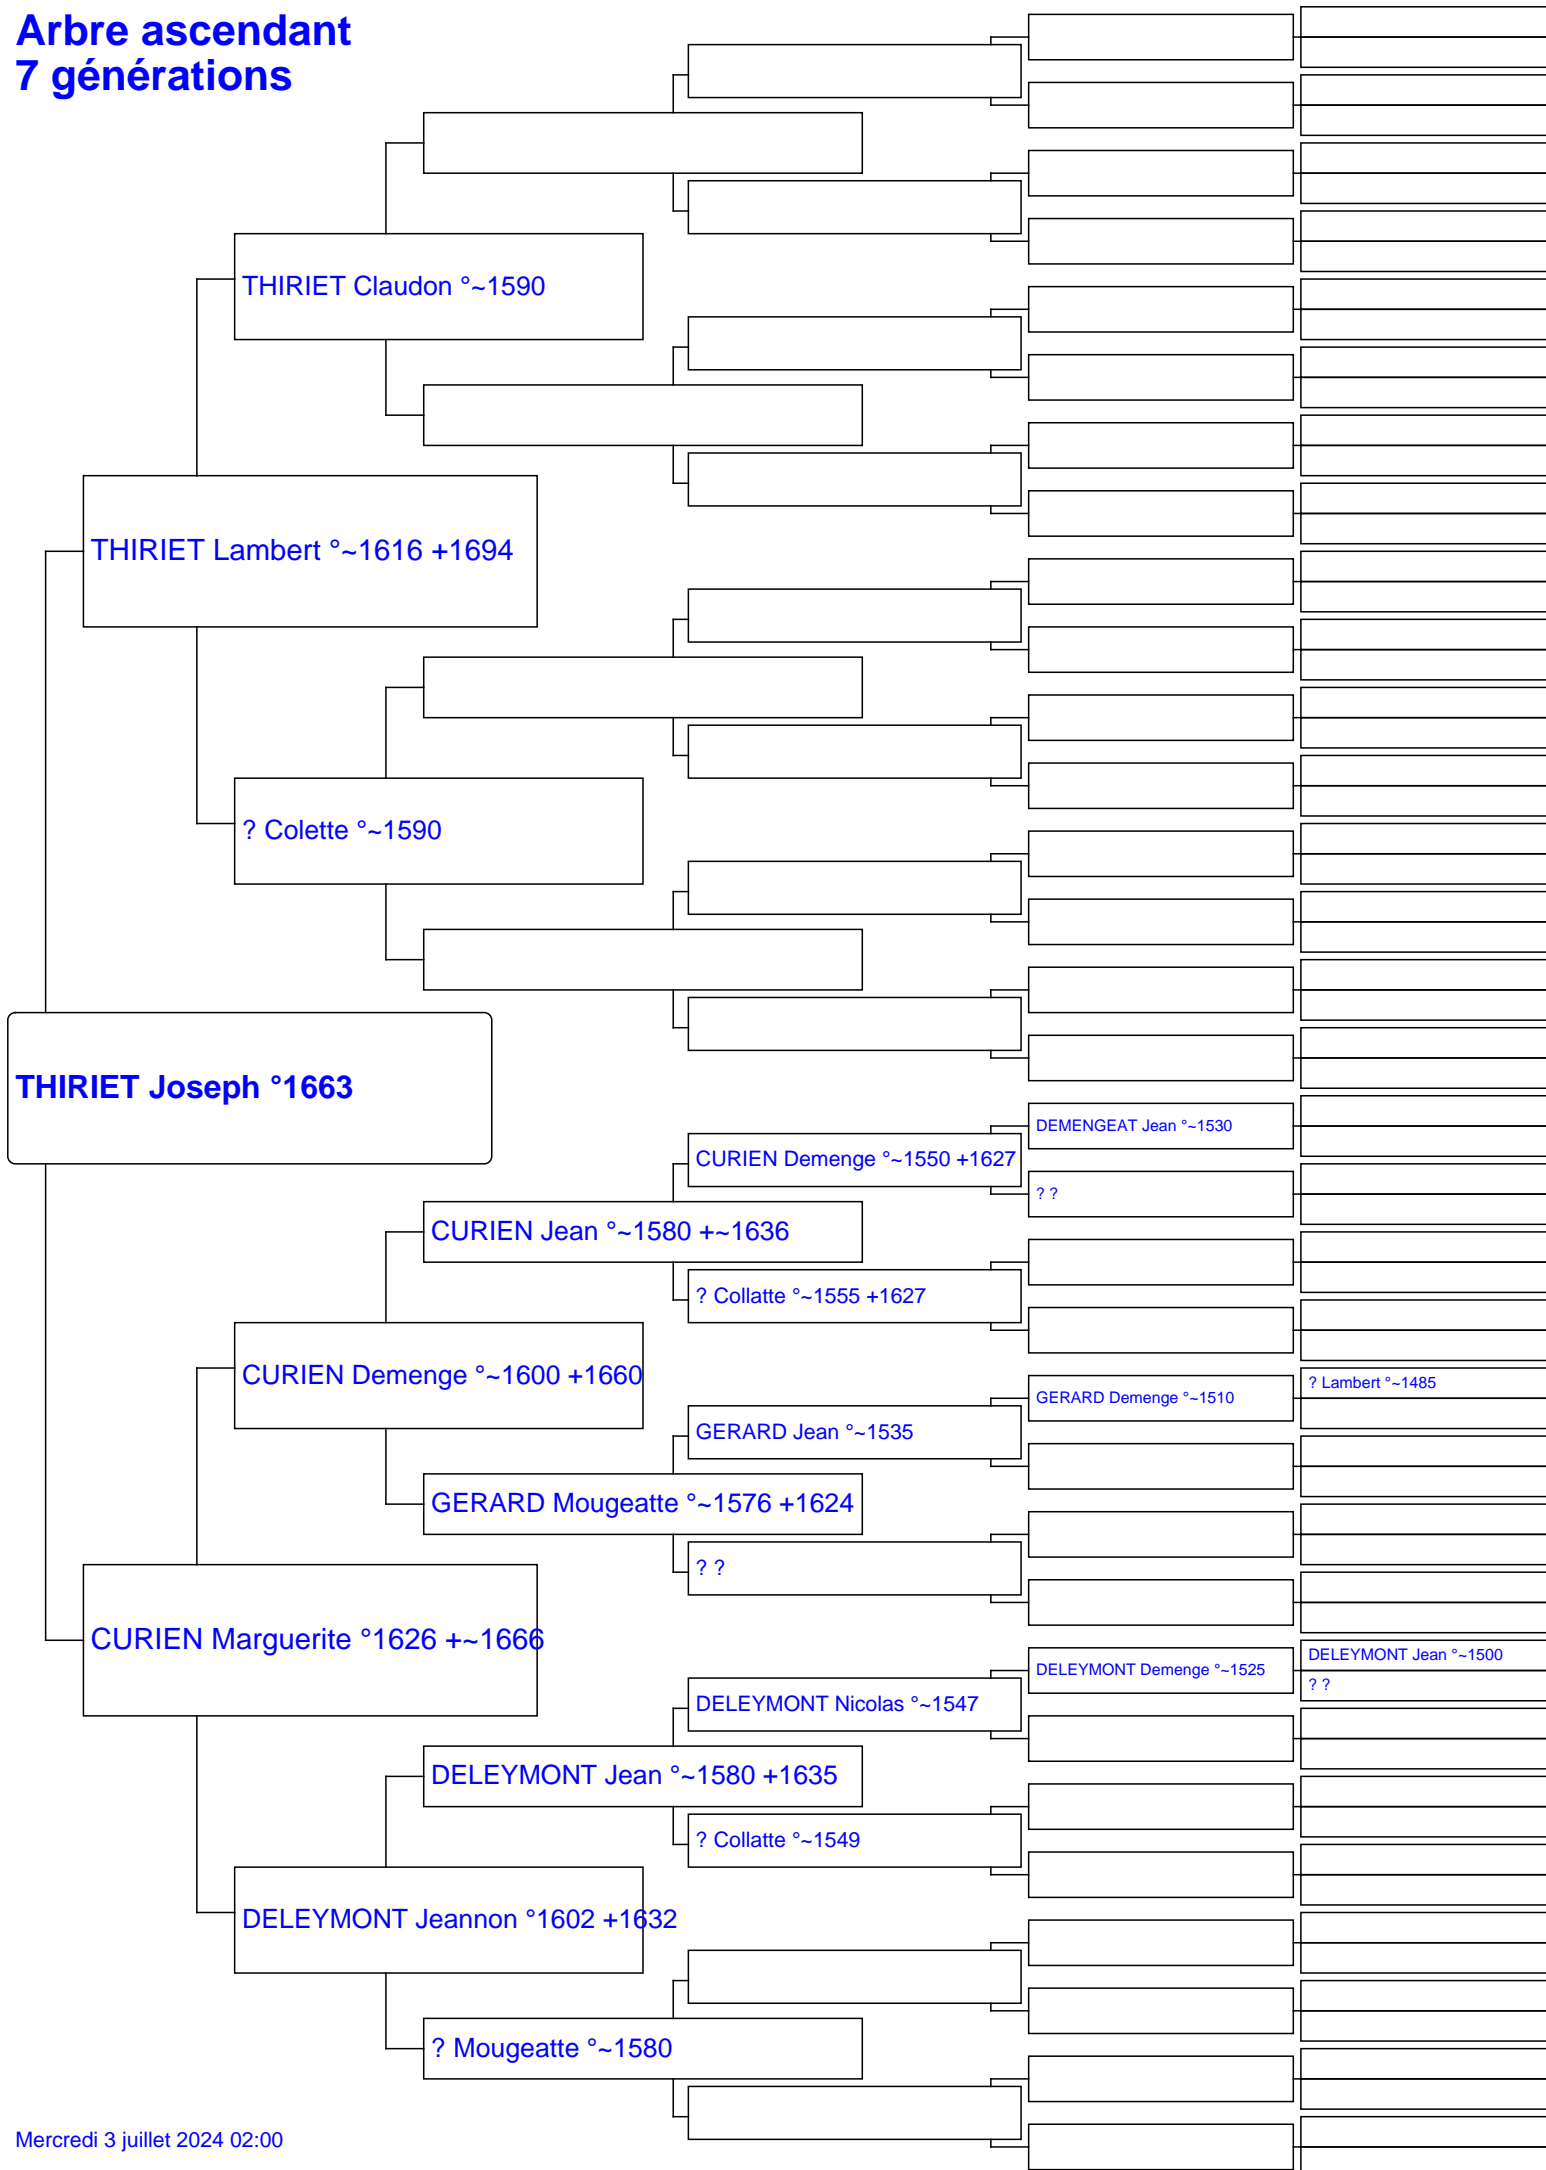 Arbre ascendant
7 générations
THIRIET Claudon °~1590
THIRIET Lambert °~1616 +1694
? Colette °~1590
THIRIET Joseph °1663
DEMENGEAT Jean °~1530
CURIEN Demenge °~1550 +1627
? ?
CURIEN Jean °~1580 +~1636
? Collatte °~1555 +1627
CURIEN Demenge °~1600 +1660
? Lambert °~1485
GERARD Demenge °~1510
GERARD Jean °~1535
GERARD Mougeatte °~1576 +1624
? ?
CURIEN Marguerite °1626 +~1666
DELEYMONT Jean °~1500
DELEYMONT Demenge °~1525
? ?
DELEYMONT Nicolas °~1547
DELEYMONT Jean °~1580 +1635
? Collatte °~1549
DELEYMONT Jeannon °1602 +1632
? Mougeatte °~1580
Mercredi 3 juillet 2024 02:00